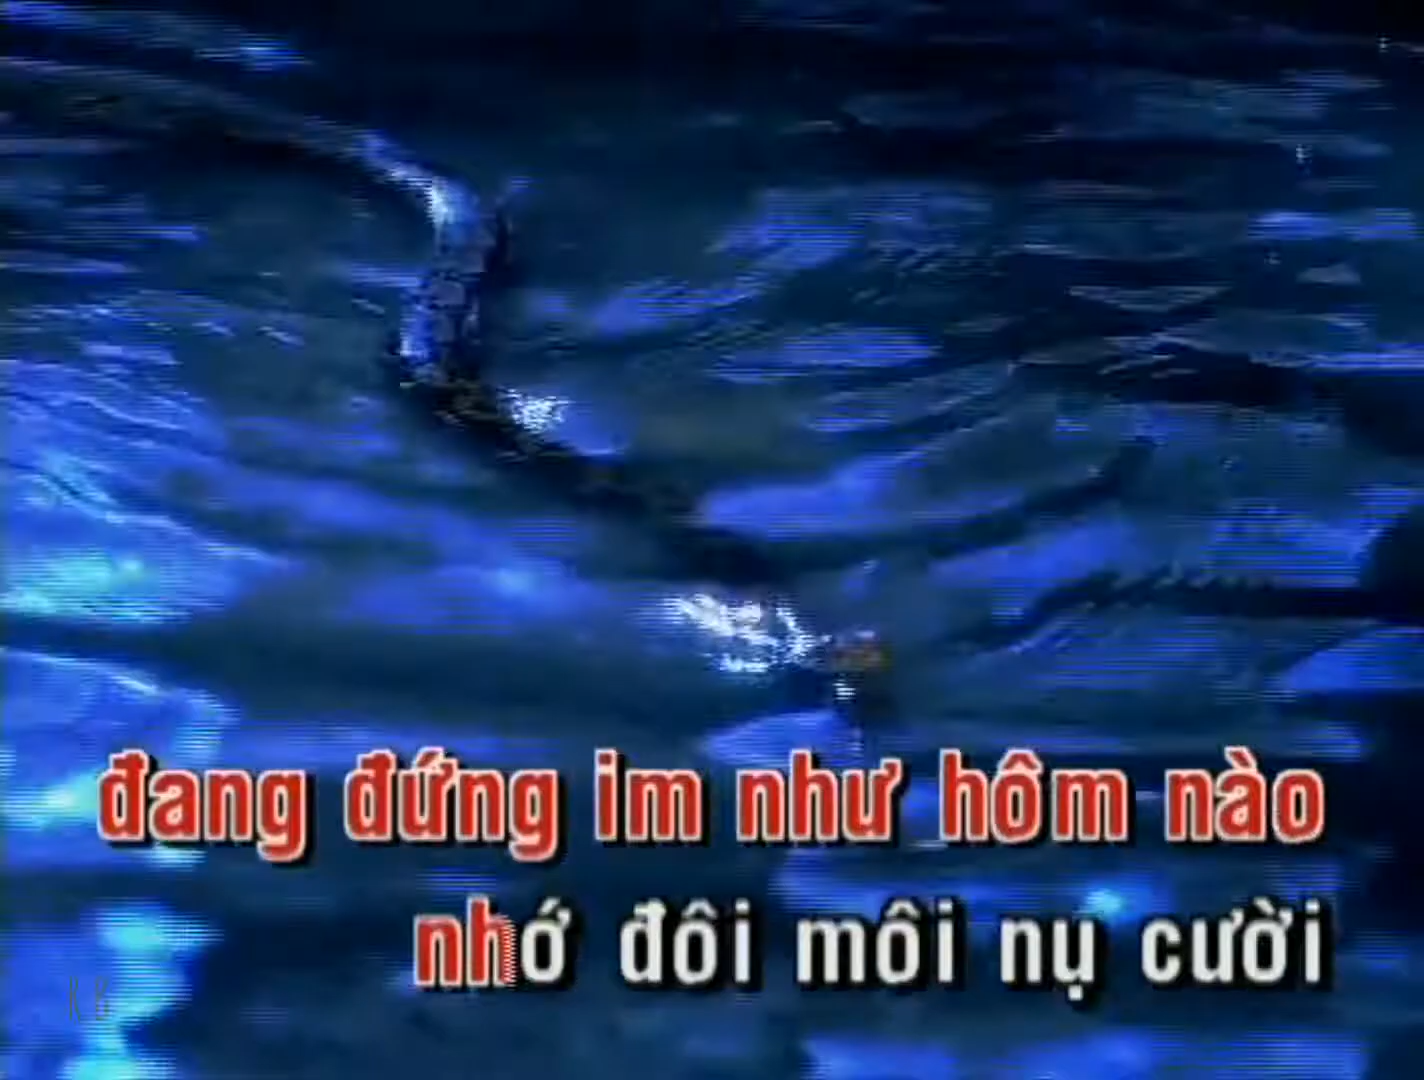 đang đứng im như hôm nào
nhớ đôi môi nụ cười
R B